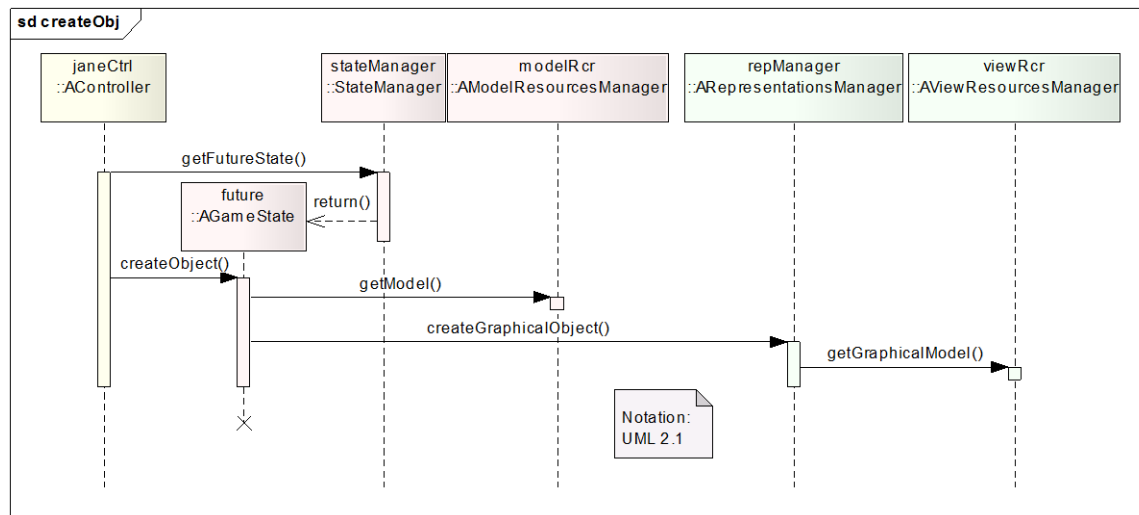 sd createObj
janeCtrl
::AController
stateManager
::StateManager
modelRcr
::AModelResourcesManager
repManager
::ARepresentationsManager
viewRcr
::AViewResourcesManager
getFutureState()
future
::AGameState
return()
createObject()
getModel()
createGraphicalObject()
getGraphicalModel()
Notation:
UML 2.1